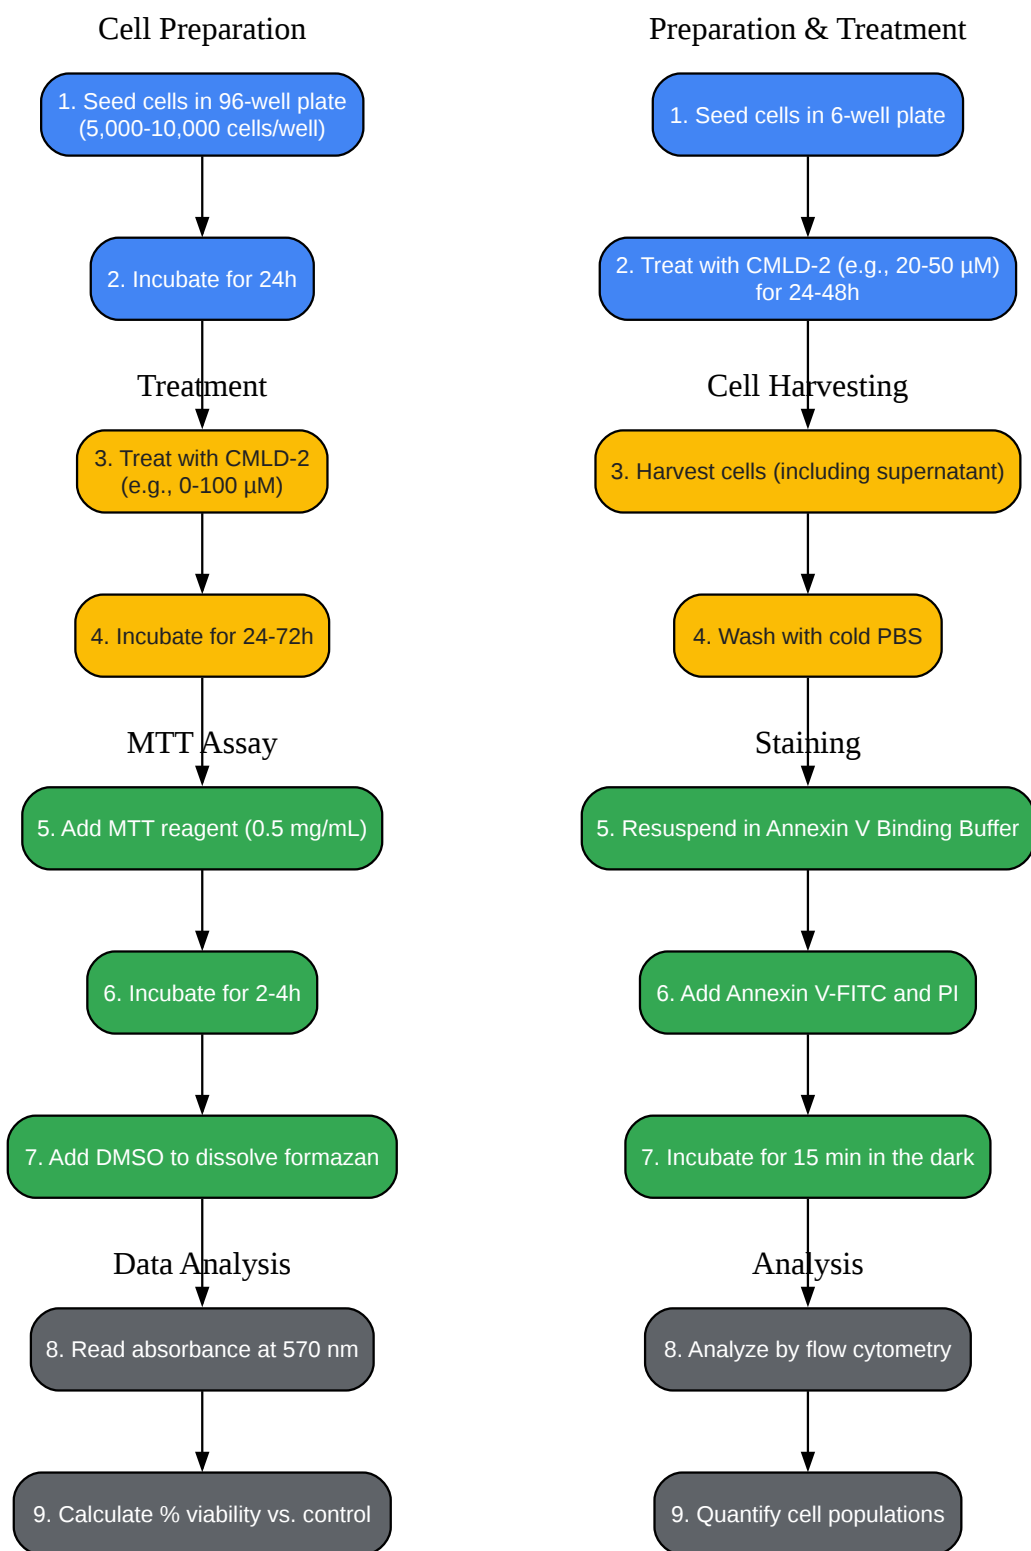 Cell Preparation
1. Seed cells in 96-well plate
(5,000-10,000 cells/well)
2. Incubate for 24h
Treatment
3. Treat with CMLD-2
(e.g., 0-100 µM)
4. Incubate for 24-72h
MTT Assay
5. Add MTT reagent (0.5 mg/mL)
6. Incubate for 2-4h
7. Add DMSO to dissolve formazan
Data Analysis
8. Read absorbance at 570 nm
9. Calculate % viability vs. control
Preparation & Treatment
1. Seed cells in 6-well plate
2. Treat with CMLD-2 (e.g., 20-50 µM)
for 24-48h
Cell Harvesting
3. Harvest cells (including supernatant)
4. Wash with cold PBS
Staining
5. Resuspend in Annexin V Binding Buffer
6. Add Annexin V-FITC and PI
7. Incubate for 15 min in the dark
Analysis
8. Analyze by flow cytometry
9. Quantify cell populations